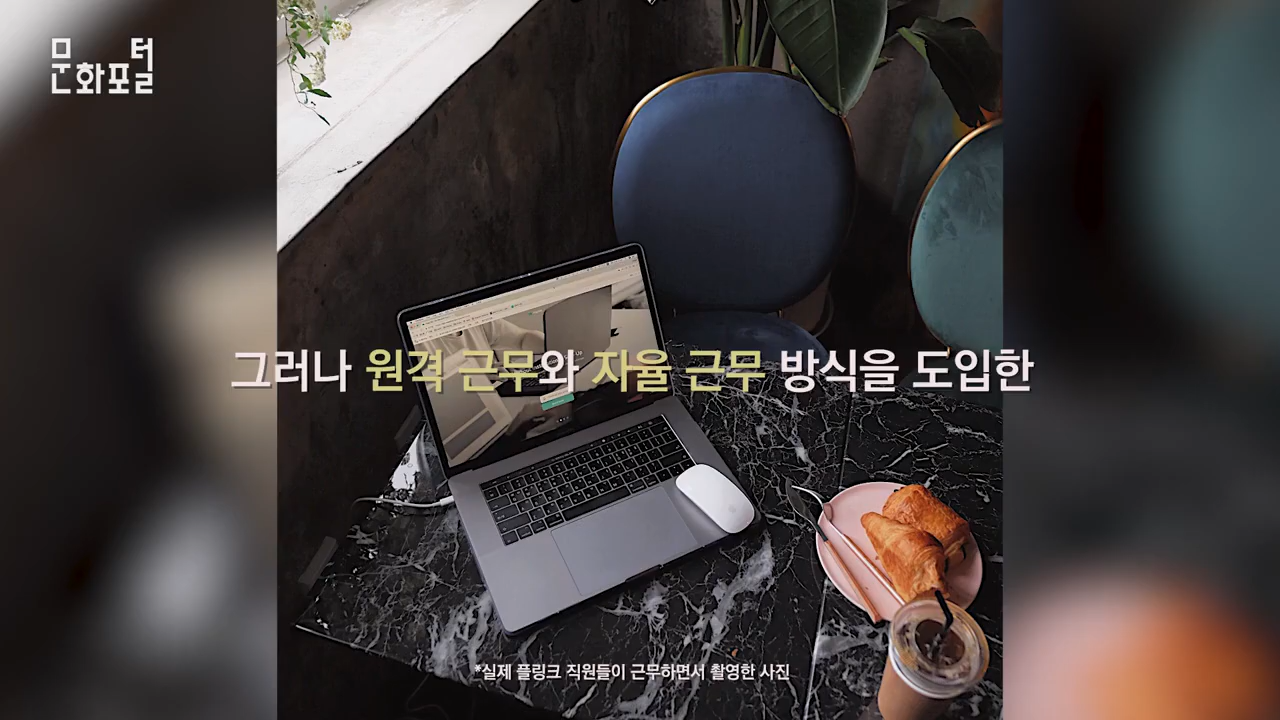 문화포털
그러나 원격 근무와 자율 근무 방식을 도입한
*실제 플링크 직원들이 근무하면서 촬영한 사진